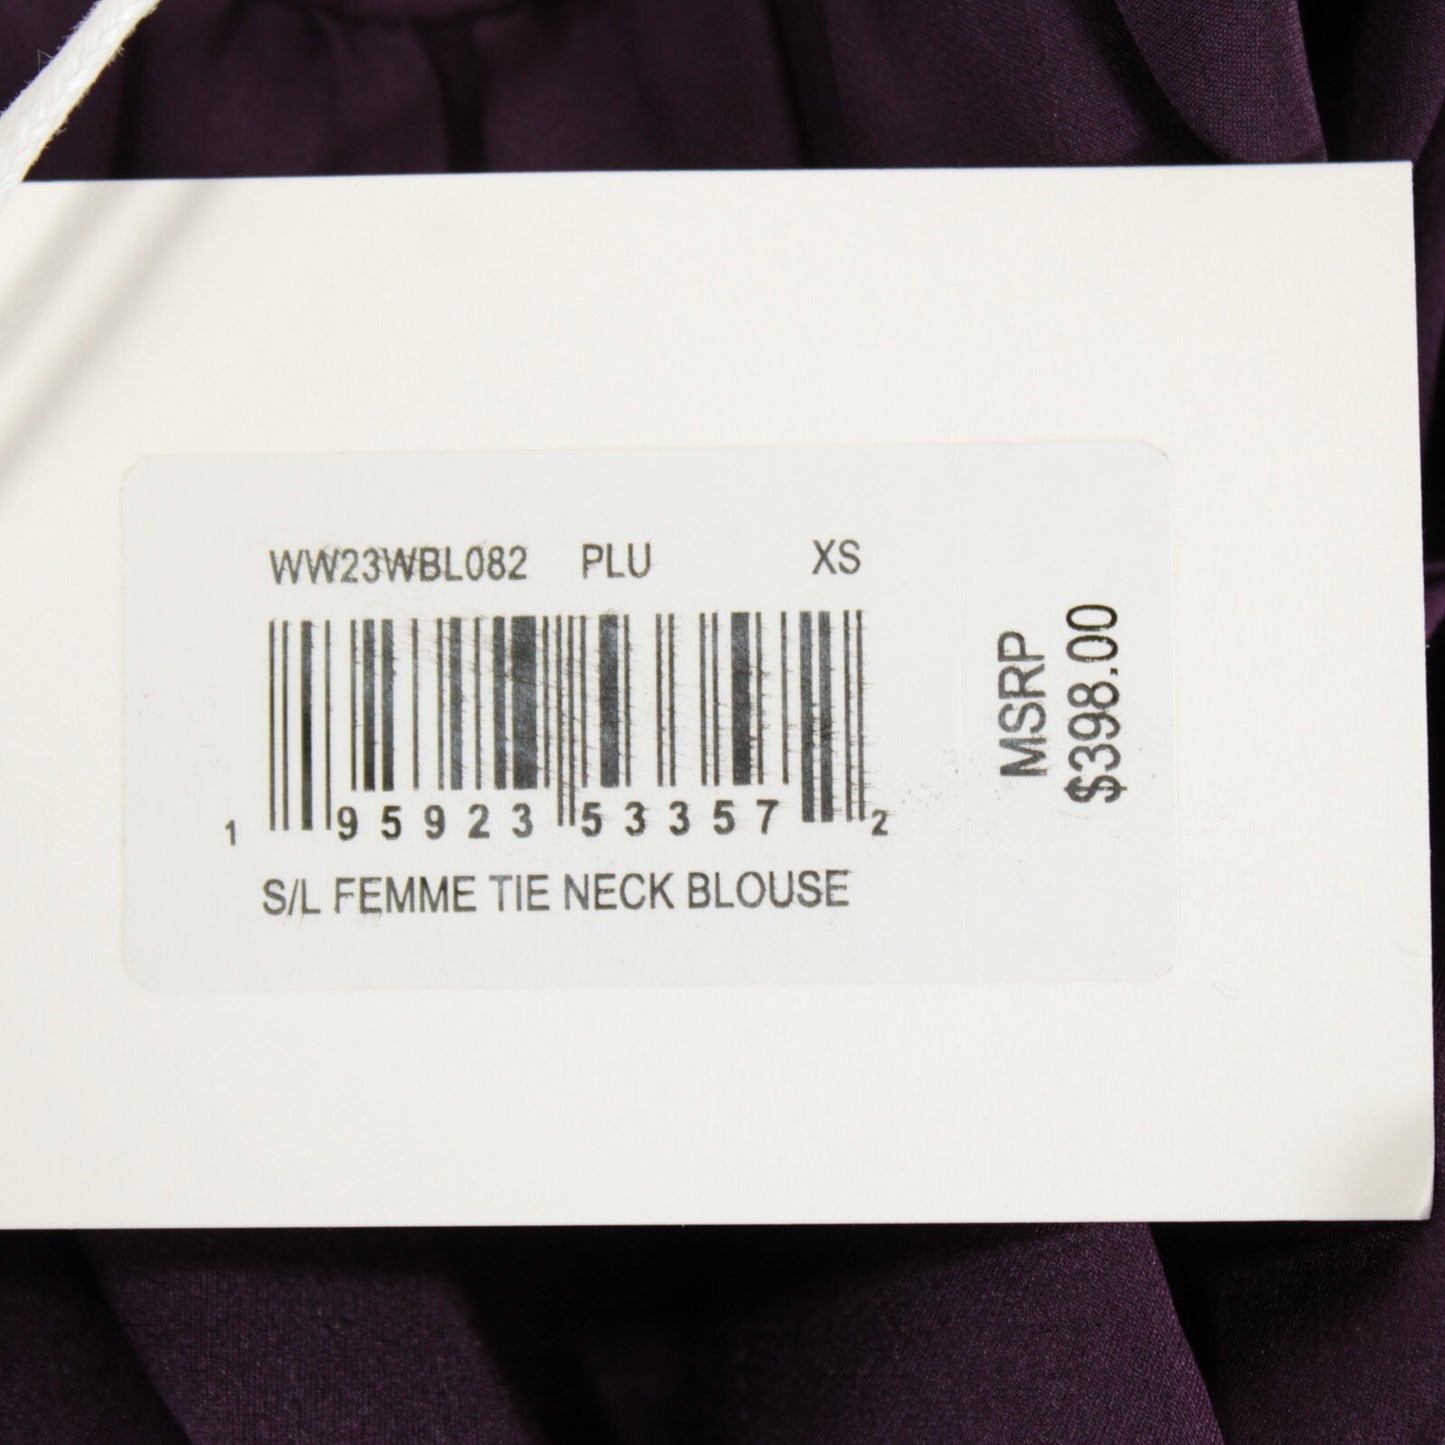 WW23WBL082 PLU XS
1 95923 53357 2
S/L FEMME TIE NECK BLOUSE
MSRP
$398.00